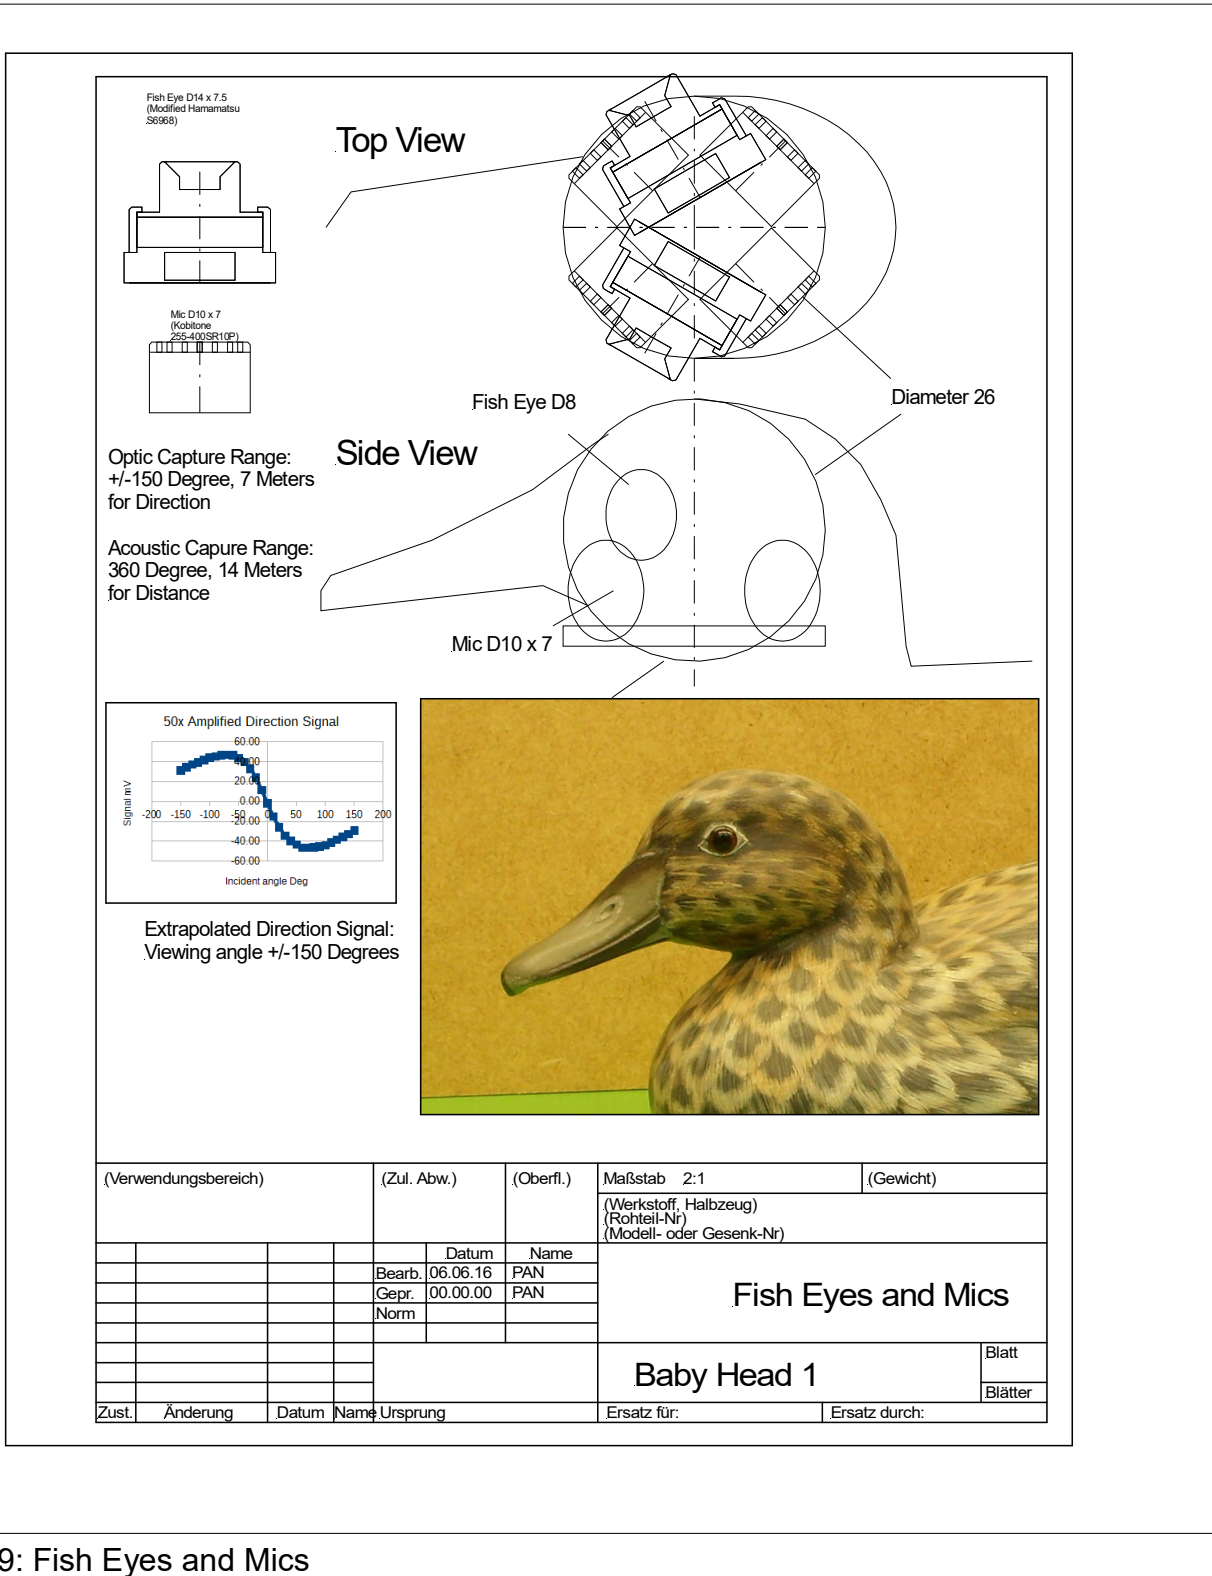 Fish Eye D14 x 7.5
(Modified Hamamatsu
S6968)
Top View
Mic D10 x 7
(Kobitone
255-400SR10P)
Fish Eye D8
Diameter 26
Side View
Optic Capture Range:
+/-150 Degree, 7 Meters
for Direction
Acoustic Capure Range:
360 Degree, 14 Meters
for Distance
Mic D10 x 7
50x Amplified Direction Signal
60.00
40.00
20.00
0.00
-200 -150 -100 -50 0 50 100 150 200
-20.00
-40.00
-60.00
Signal mV
Incident angle Deg
Extrapolated Direction Signal:
Viewing angle +/-150 Degrees
(Verwendungsbereich) (Zul. Abw.) (Oberfl.) Maßstab 2:1 (Gewicht)
(Werkstoff, Halbzeug)
(Rohteil-Nr)
(Modell- oder Gesenk-Nr)
Datum Name
Bearb. 06.06.16 PAN
Gepr. 00.00.00 PAN
Norm
Fish Eyes and Mics
Baby Head 1
Blatt
Blätter
Zust. Änderung Datum Name Ursprung Ersatz für: Ersatz durch:
9: Fish Eyes and Mics